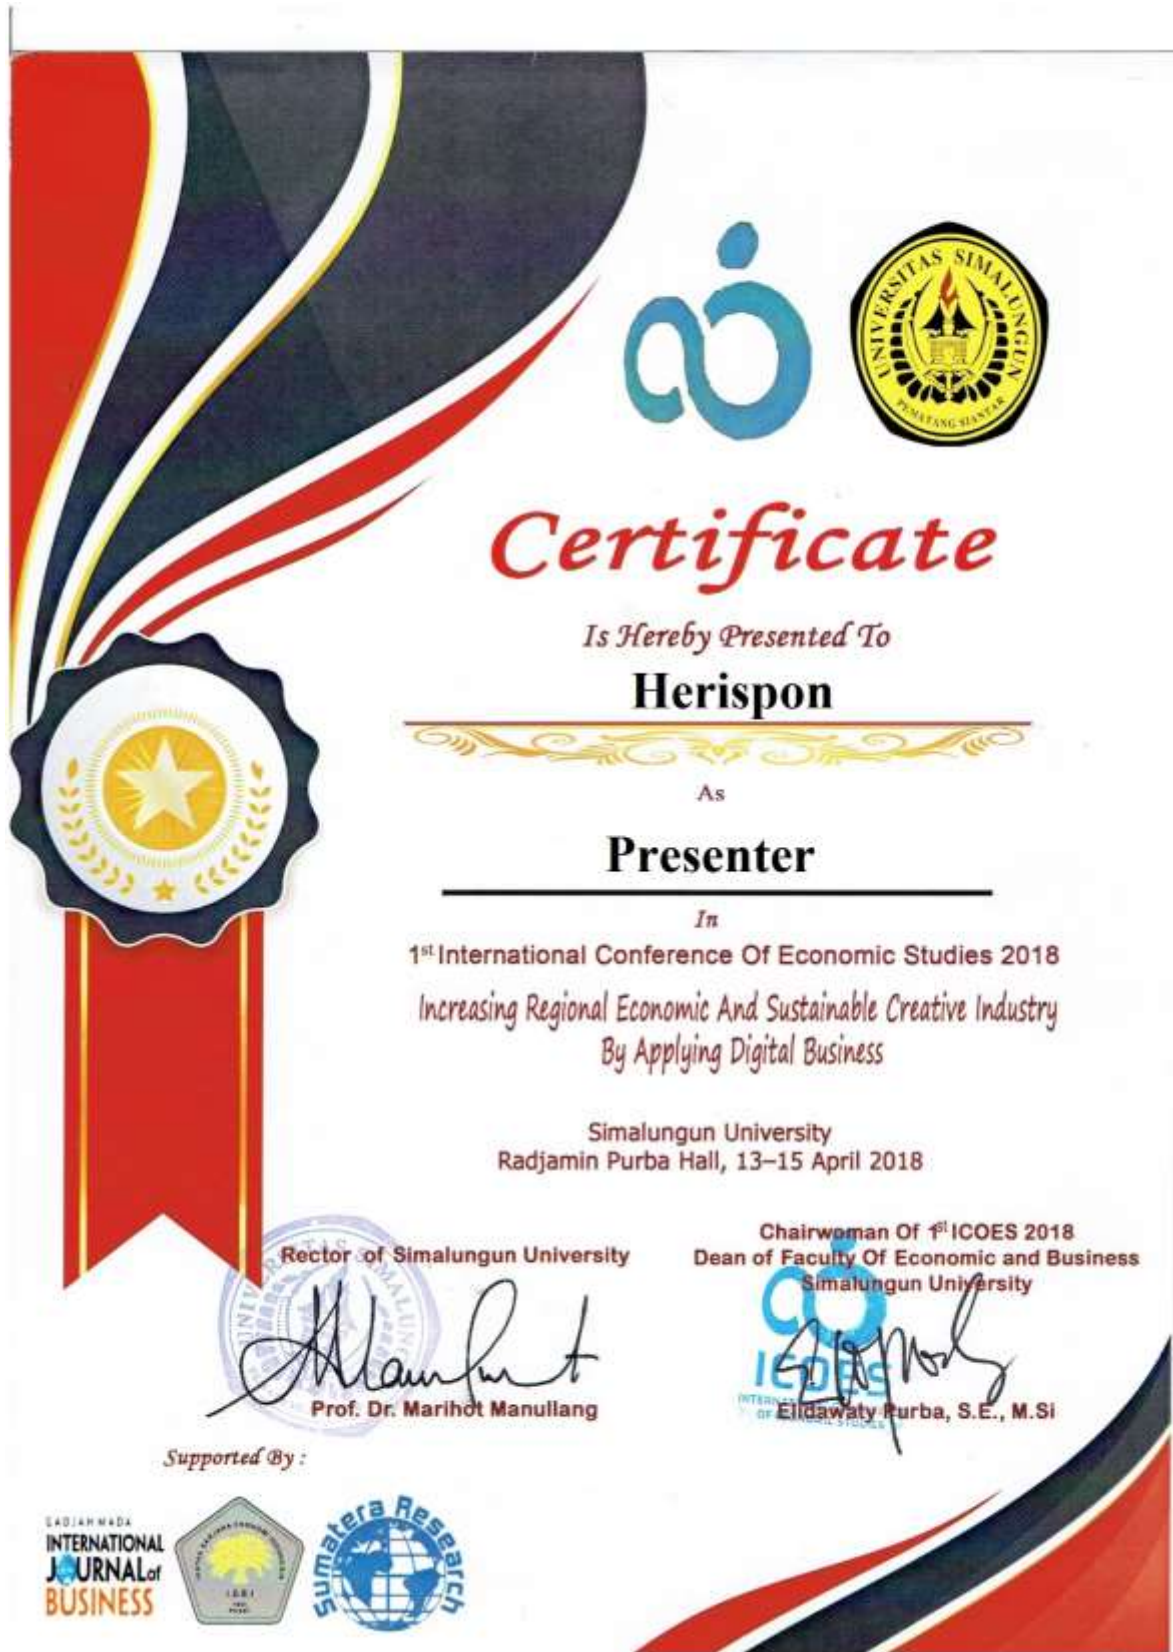 UNIVERSITAS SIMALUNGUN
PEMATANG SIANTAR
Certificate
Is Hereby Presented To
Herispon
As
Presenter
In
1st International Conference Of Economic Studies 2018
Increasing Regional Economic And Sustainable Creative Industry
By Applying Digital Business
Simalungun University
Radjamin Purba Hall, 13–15 April 2018
Rector of Simalungun University
Prof. Dr. Marihot Manullang
Chairwoman Of 1st ICOES 2018
Dean of Faculty Of Economic and Business
Simalungun University
ICOES
Elidawaty Purba, S.E., M.Si
Supported By :
GADJAH MADA
INTERNATIONAL
JOURNAL of
BUSINESS
Sumatera Research